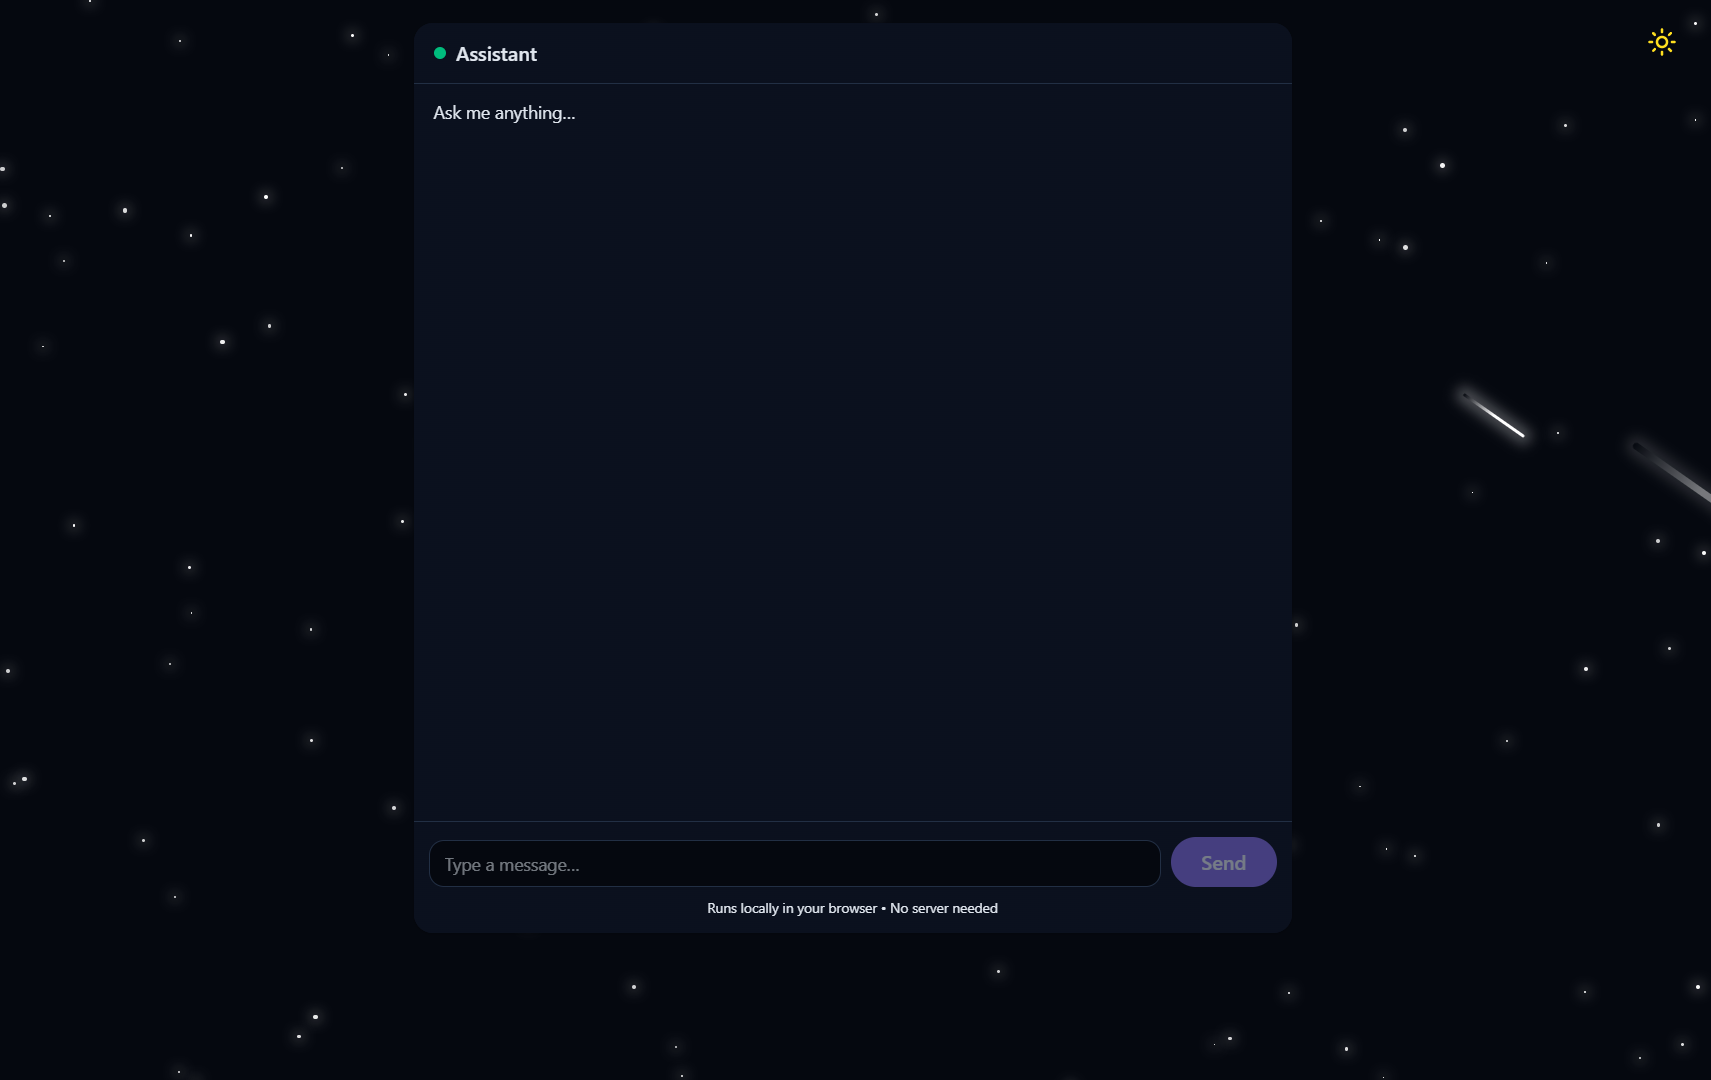 Assistant
Ask me anything...
Type a message...
Send
Runs locally in your browser • No server needed